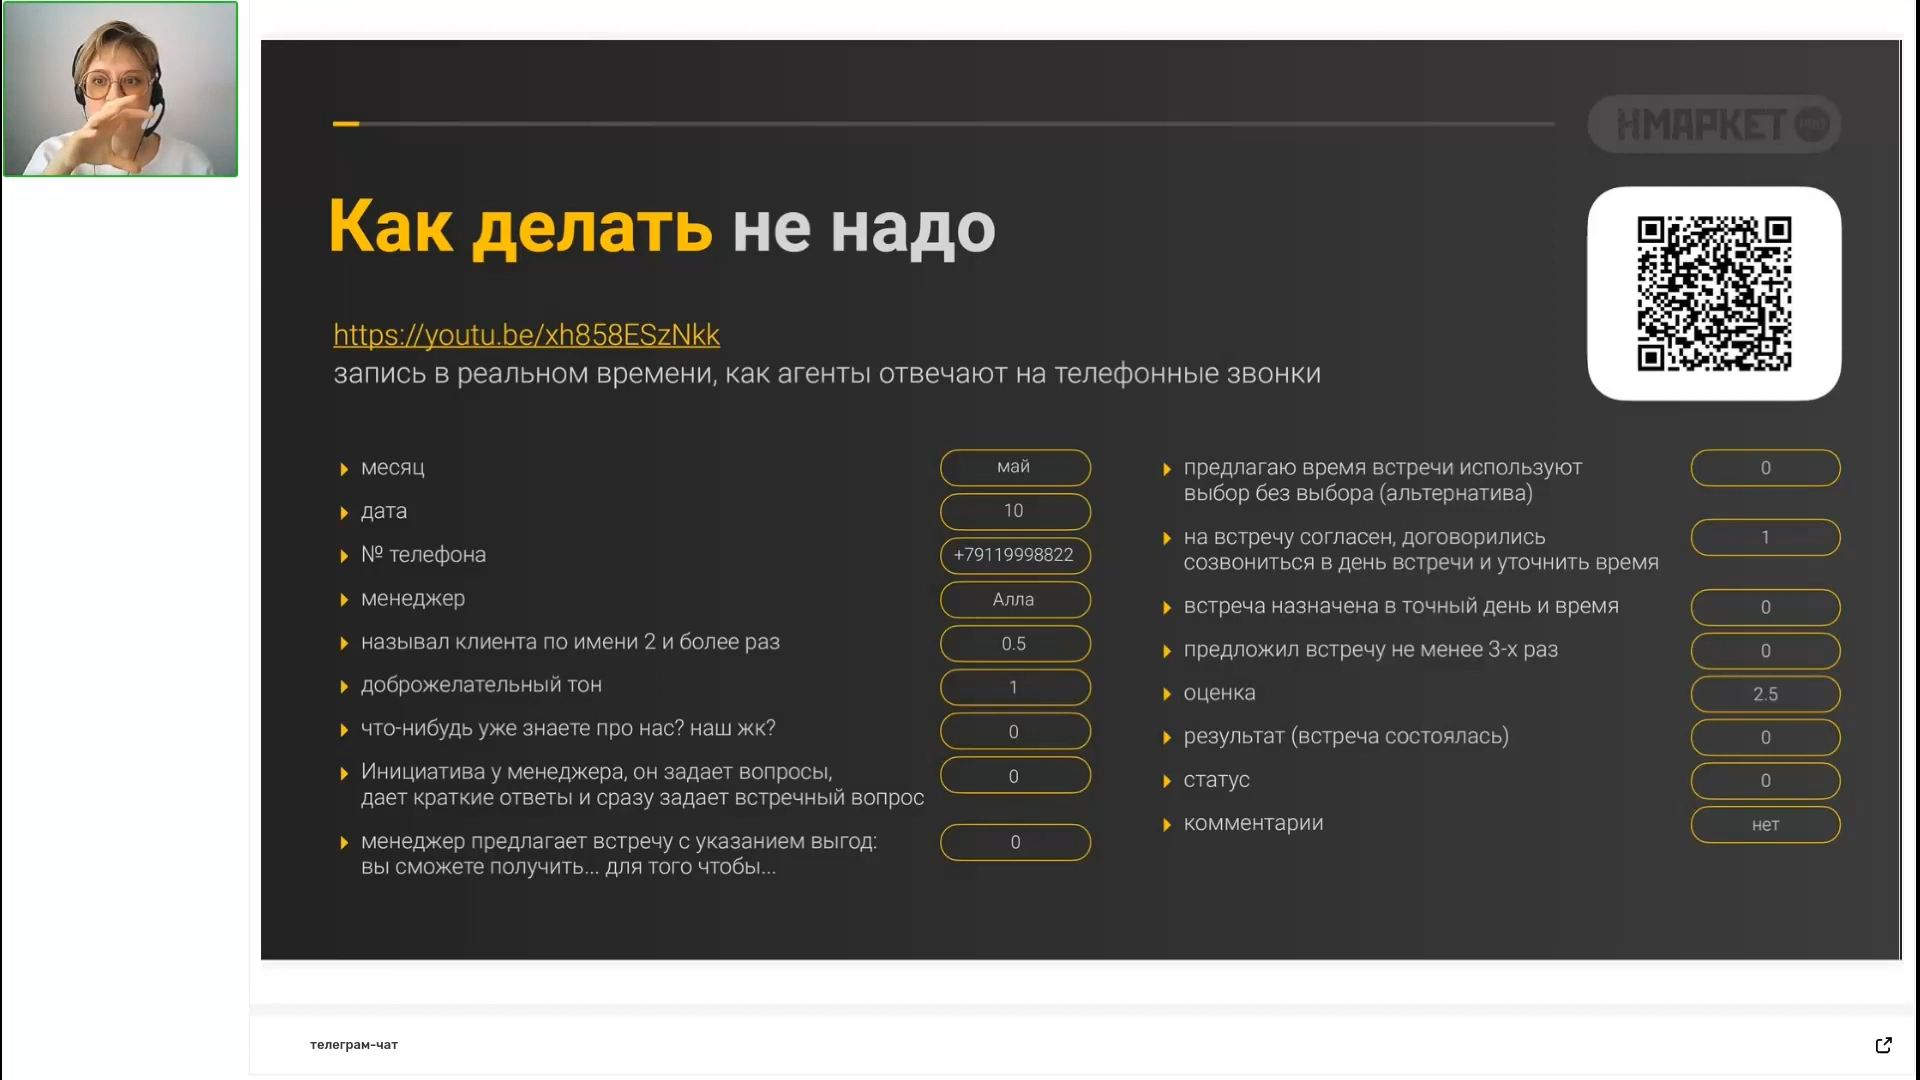 НМАРКЕТ PRO
Как делать не надо
https://youtu.be/xh858ESzNkk
запись в реальном времени, как агенты отвечают на телефонные звонки
месяц
май
дата
10
№ телефона
+79119998822
менеджер
Алла
называл клиента по имени 2 и более раз
0.5
доброжелательный тон
1
что-нибудь уже знаете про нас? наш жк?
0
Инициатива у менеджера, он задает вопросы,
дает краткие ответы и сразу задает встречный вопрос
0
менеджер предлагает встречу с указанием выгод:
вы сможете получить... для того чтобы...
0
предлагаю время встречи используют
выбор без выбора (альтернатива)
0
на встречу согласен, договорились
созвониться в день встречи и уточнить время
1
встреча назначена в точный день и время
0
предложил встречу не менее 3-х раз
0
оценка
2.5
результат (встреча состоялась)
0
статус
0
комментарии
нет
телеграм-чат